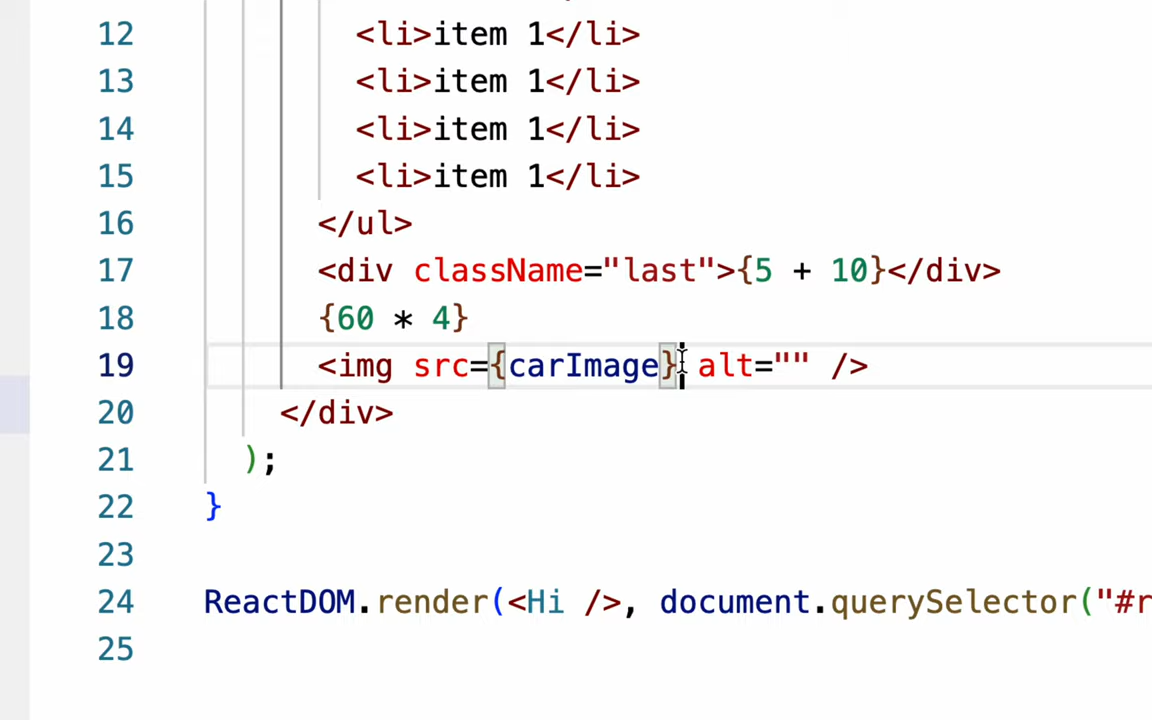 12 <li>item 1</li>
13 <li>item 1</li>
14 <li>item 1</li>
15 <li>item 1</li>
16 </ul>
17 <div className="last">{5 + 10}</div>
18 {60 * 4}
19 <img src={carImage} alt="" />
20 </div>
21 );
22 }
23
24 ReactDOM.render(<Hi />, document.querySelector("#r
25